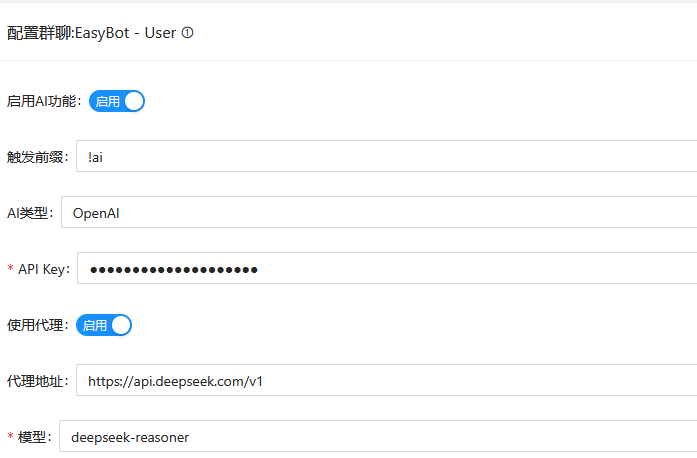 配置群聊:EasyBot - User
启用AI功能: 启用
触发前缀: !ai
AI类型: OpenAI
* API Key: ●●●●●●●●●●●●●●●●●●●●
使用代理: 启用
代理地址: https://api.deepseek.com/v1
* 模型: deepseek-reasoner